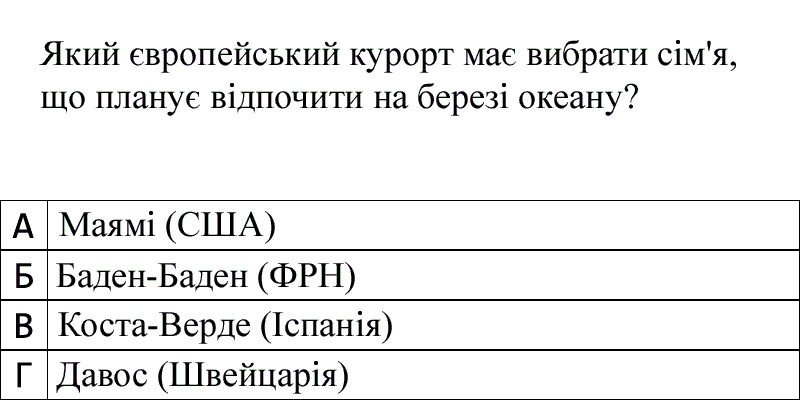 Який європейський курорт має вибрати сім'я,
що планує відпочити на березі океану?
А Маямі (США)
Б Баден-Баден (ФРН)
В Коста-Верде (Іспанія)
Г Давос (Швейцарія)